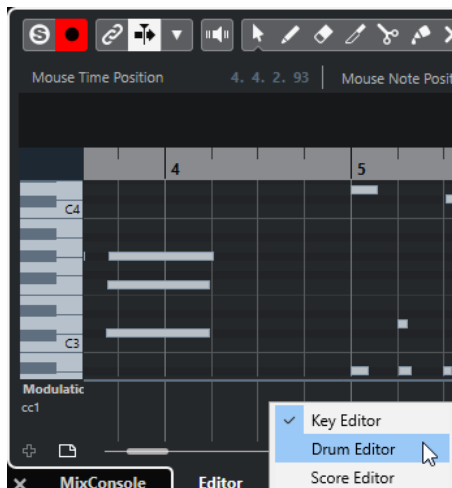 S
Mouse Time Position 4. 4. 2. 93 Mouse Note Posit
4 5
C4
C3
Modulatic
cc1
Key Editor
Drum Editor
Score Editor
MixConsole Editor